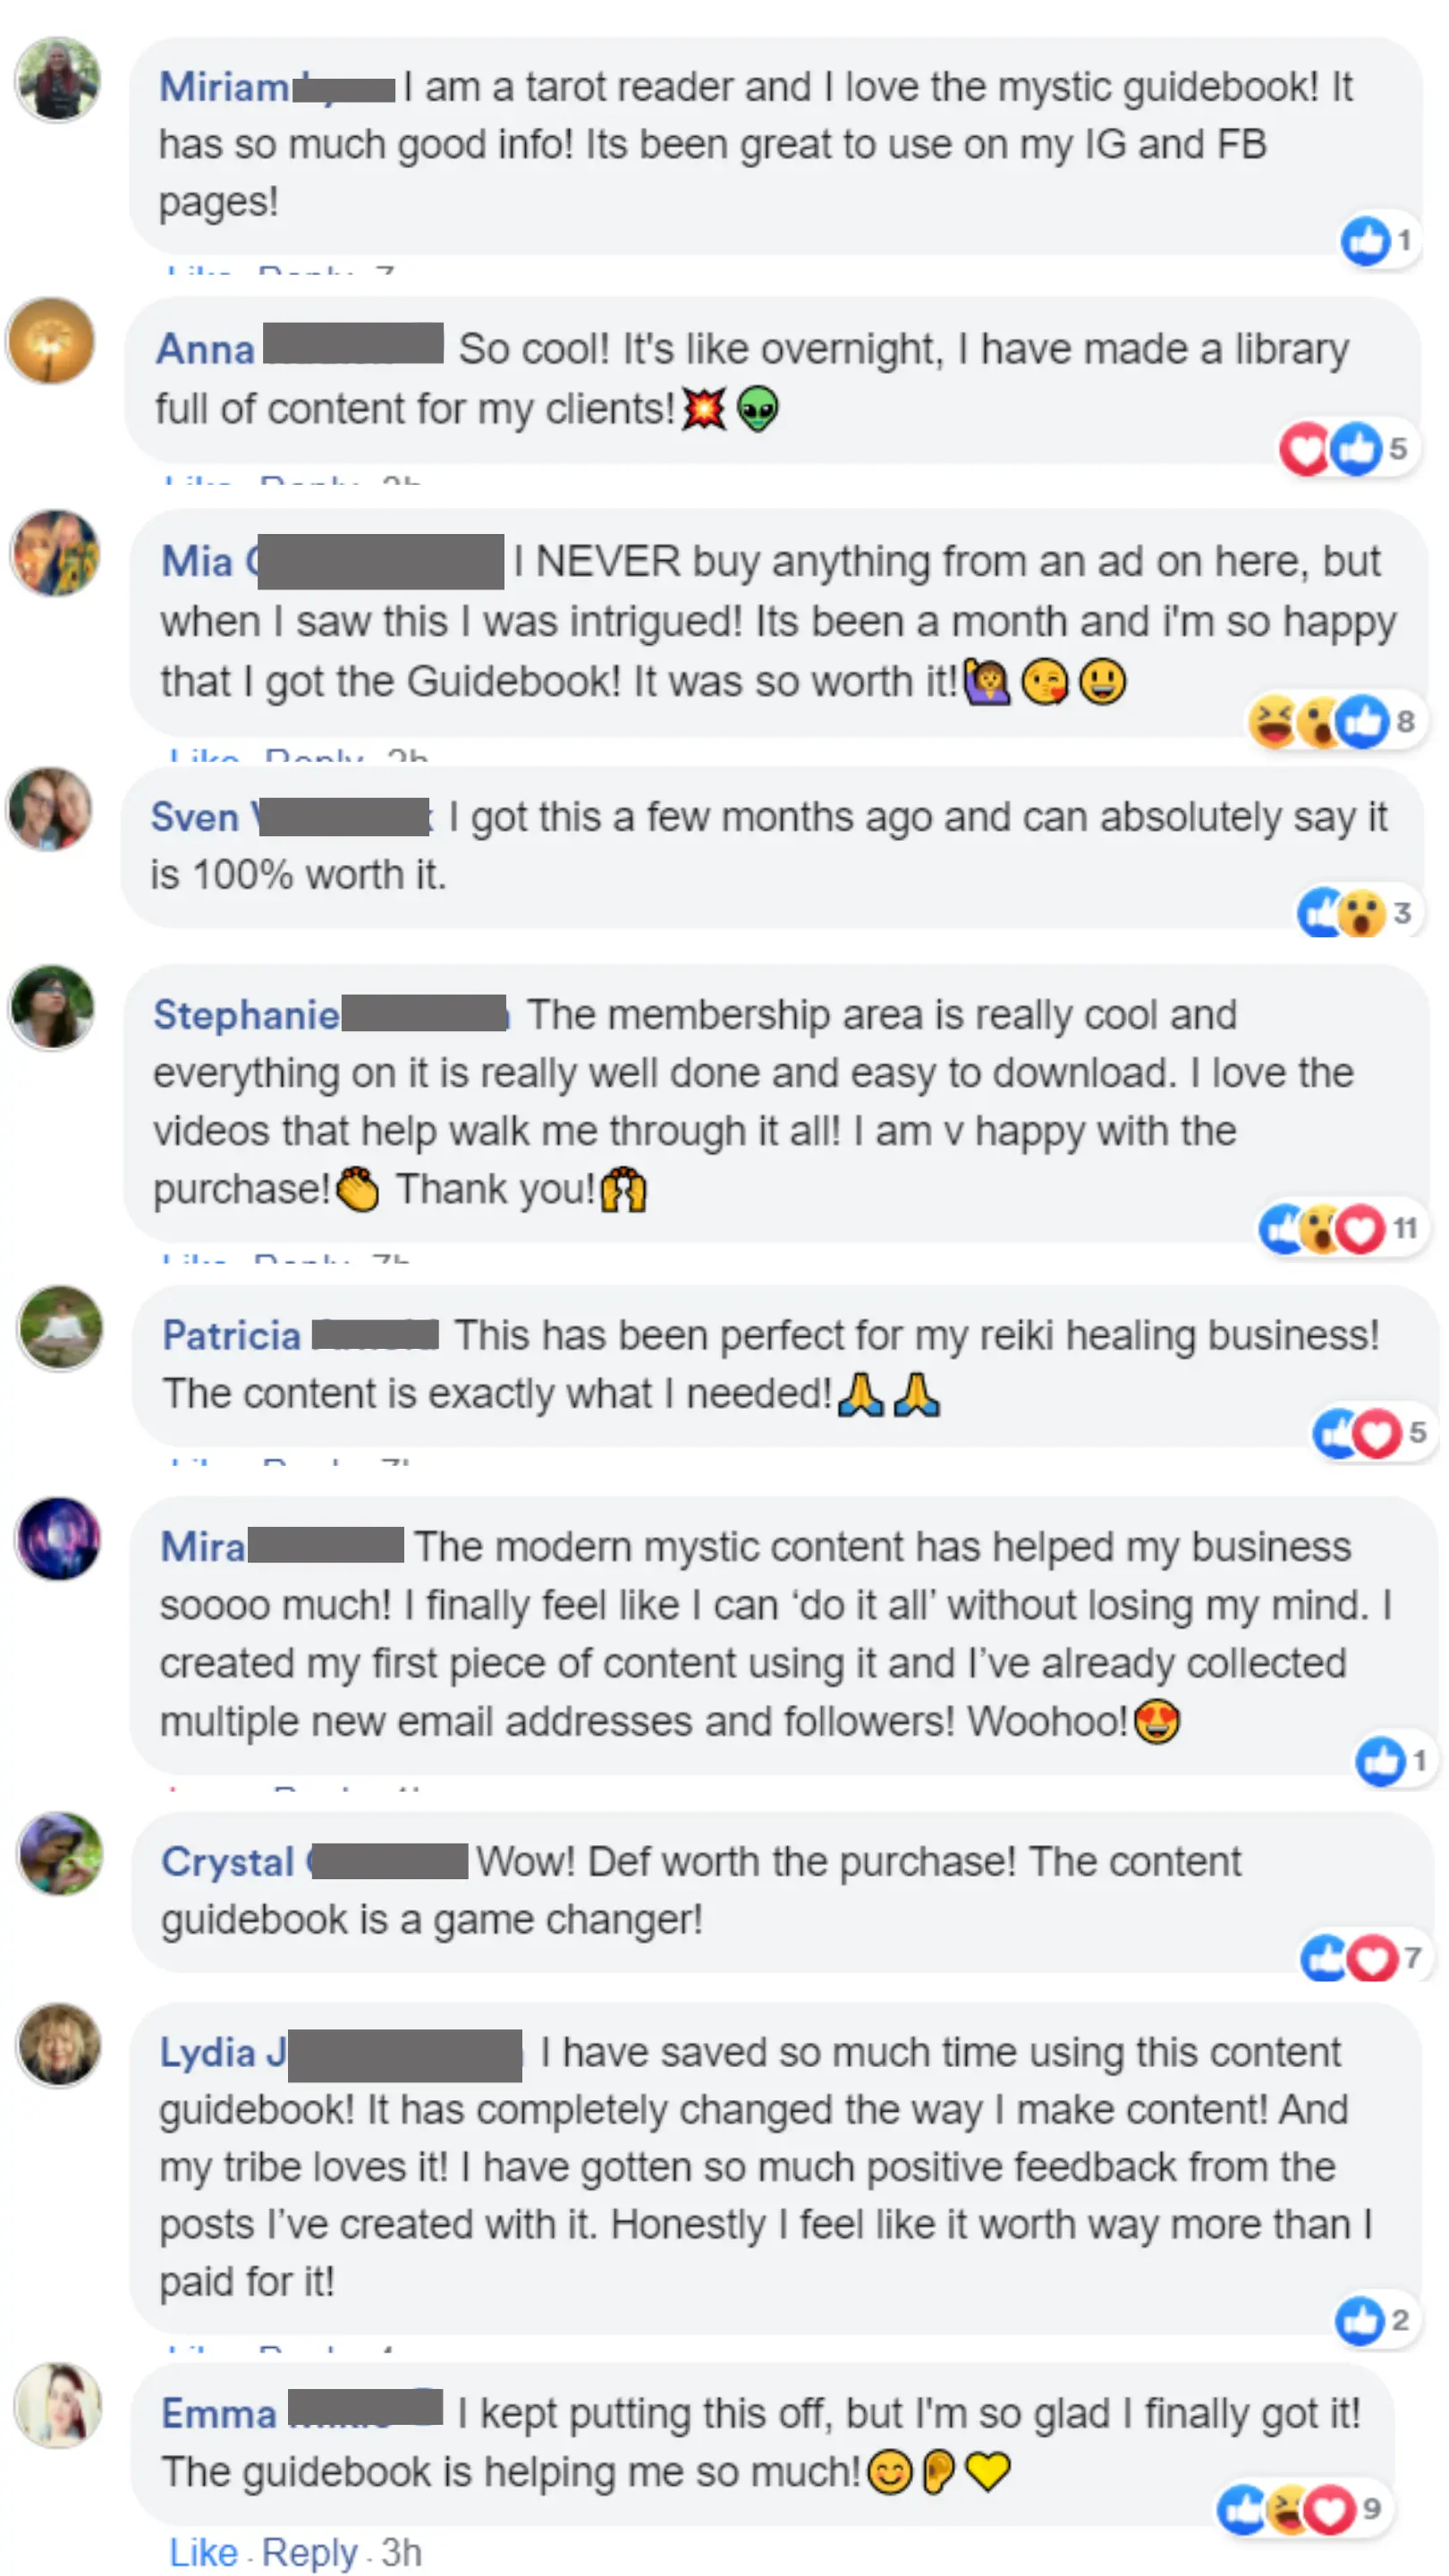 Miriam I am a tarot reader and I love the mystic guidebook! It
has so much good info! Its been great to use on my IG and FB
pages!
1
Anna So cool! It's like overnight, I have made a library
full of content for my clients!💥👽
5
Mia I NEVER buy anything from an ad on here, but
when I saw this I was intrigued! Its been a month and i'm so happy
that I got the Guidebook! It was so worth it!🙋‍♀️😘😃
8
Like Reply 2h
Sven I got this a few months ago and can absolutely say it
is 100% worth it.
3
Stephanie The membership area is really cool and
everything on it is really well done and easy to download. I love the
videos that help walk me through it all! I am v happy with the
purchase!👏 Thank you!🙌
11
Patricia This has been perfect for my reiki healing business!
The content is exactly what I needed!🙏🙏
5
Mira The modern mystic content has helped my business
soooo much! I finally feel like I can ‘do it all’ without losing my mind. I
created my first piece of content using it and I’ve already collected
multiple new email addresses and followers! Woohoo!😍
1
Crystal Wow! Def worth the purchase! The content
guidebook is a game changer!
7
Lydia J I have saved so much time using this content
guidebook! It has completely changed the way I make content! And
my tribe loves it! I have gotten so much positive feedback from the
posts I’ve created with it. Honestly I feel like it worth way more than I
paid for it!
2
Emma I kept putting this off, but I'm so glad I finally got it!
The guidebook is helping me so much!😊👂💛
9
Like · Reply · 3h